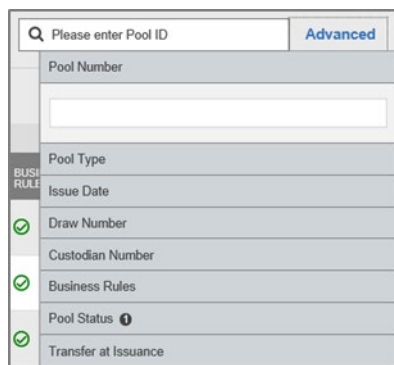 Please enter Pool ID Advanced
Pool Number
Pool Type
BUSI
RULE
Issue Date
Draw Number
Custodian Number
Business Rules
Pool Status 1
Transfer at Issuance